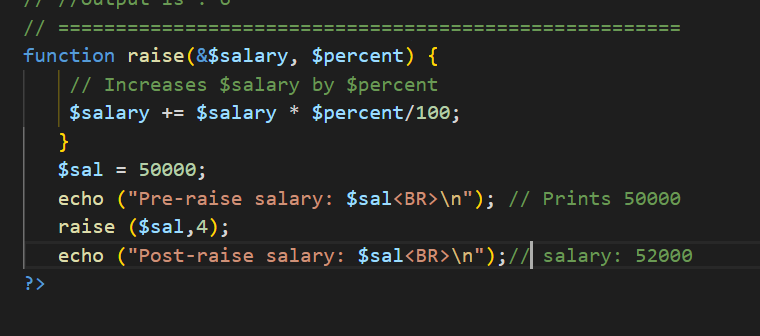 // //output is : 6
// =======================================================
function raise(&$salary, $percent) {
// Increases $salary by $percent
$salary += $salary * $percent/100;
}
$sal = 50000;
echo ("Pre-raise salary: $sal<BR>\n"); // Prints 50000
raise ($sal,4);
echo ("Post-raise salary: $sal<BR>\n");// salary: 52000
?>